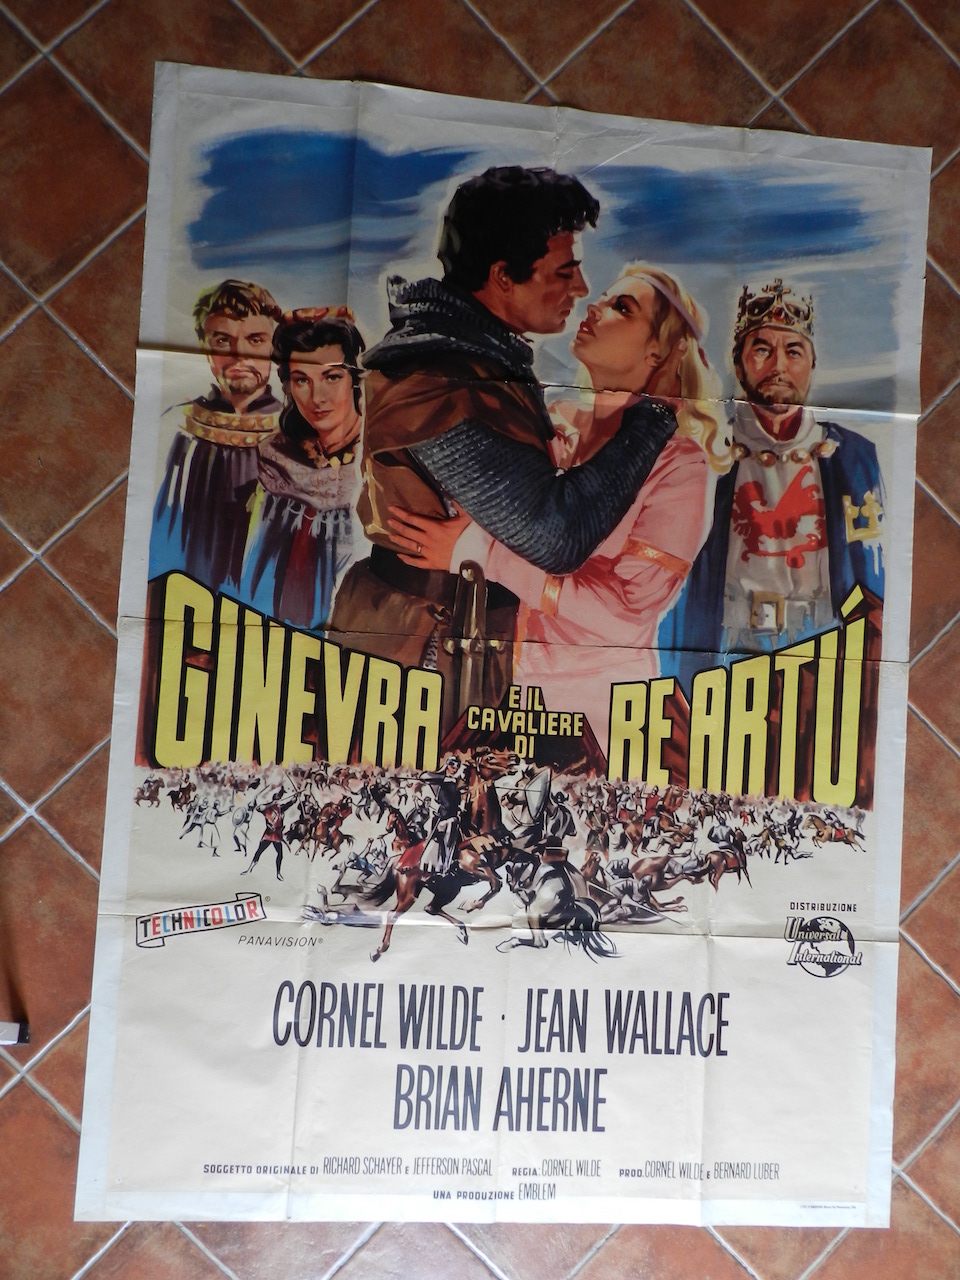 GINEVRA
E IL
CAVALIERE
DI
RE ARTÚ
TECHNICOLOR®
PANAVISION®
DISTRIBUZIONE
Universal
International
CORNEL WILDE · JEAN WALLACE
BRIAN AHERNE
SOGGETTO ORIGINALE DI RICHARD SCHAYER E JEFFERSON PASCAL REGIA: CORNEL WILDE PROD. CORNEL WILDE E BERNARD LUBER
UNA PRODUZIONE EMBLEM